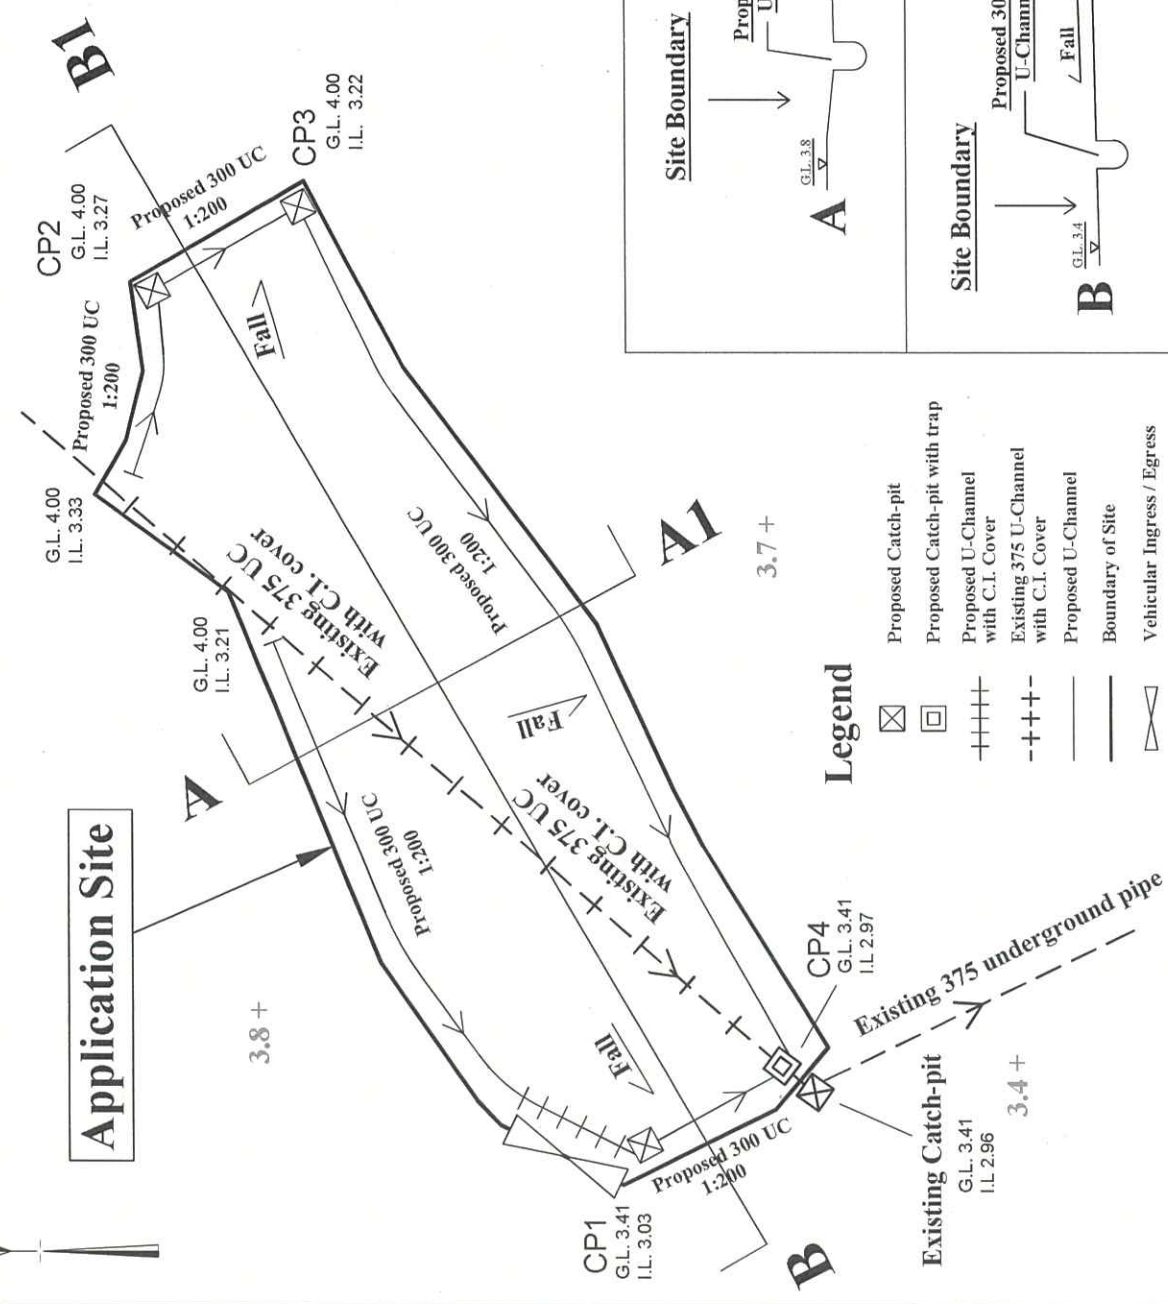 B1
CP2
G.L. 4.00
I.L. 3.27
Proposed 300 UC
1:200
CP3
G.L. 4.00
I.L. 3.22
Proposed 300 UC
1:200
G.L. 4.00
I.L. 3.33
Fall
Existing 375 UC
with C.I. cover
G.L. 4.00
I.L. 3.21
Proposed 300 UC
1:200
A1
3.7 +
A
Application Site
3.8 +
Proposed 300 UC
1:200
Fall
Existing 375 UC
with C.I. cover
Fall
CP4
G.L. 3.41
I.L 2.97
Existing 375 underground pipe
CP1
G.L. 3.41
I.L. 3.03
Proposed 300 UC
1:200
B
Existing Catch-pit
G.L. 3.41
I.L 2.96
3.4 +
Legend
Proposed Catch-pit
Proposed Catch-pit with trap
Proposed U-Channel
with C.I. Cover
Existing 375 U-Channel
with C.I. Cover
Proposed U-Channel
Boundary of Site
Vehicular Ingress / Egress
Site Boundary
Prop
U
G.L. 3.8
A
Site Boundary
Proposed 30
U-Chann
Fall
G.L. 3.4
B